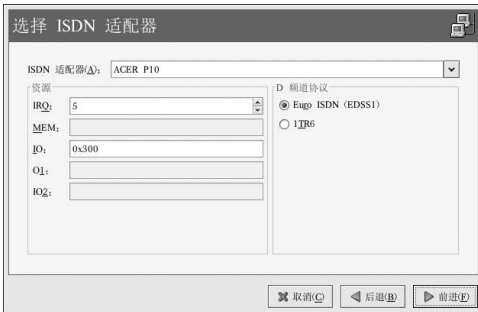 选择 ISDN 适配器
ISDN 适配器(A): ACER P10
资源
IRQ: 5
MEM:
IO: 0x300
O1:
IO2:
D 频道协议
Euro ISDN (EDSS1)
1TR6
取消(C) 后退(B) 前进(F)